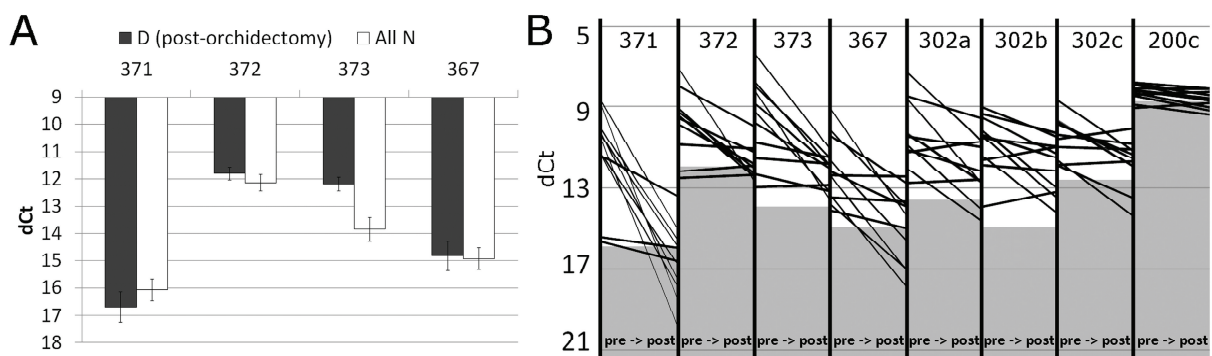 A
D (post-orchidectomy) All N
371 372 373 367
9
10
11
12
13
14
15
16
17
18
dCt
B
5
9
13
17
21
dCt
371 372 373 367 302a 302b 302c 200c
pre -> post pre -> post pre -> post pre -> post pre -> post pre -> post pre -> post pre -> post